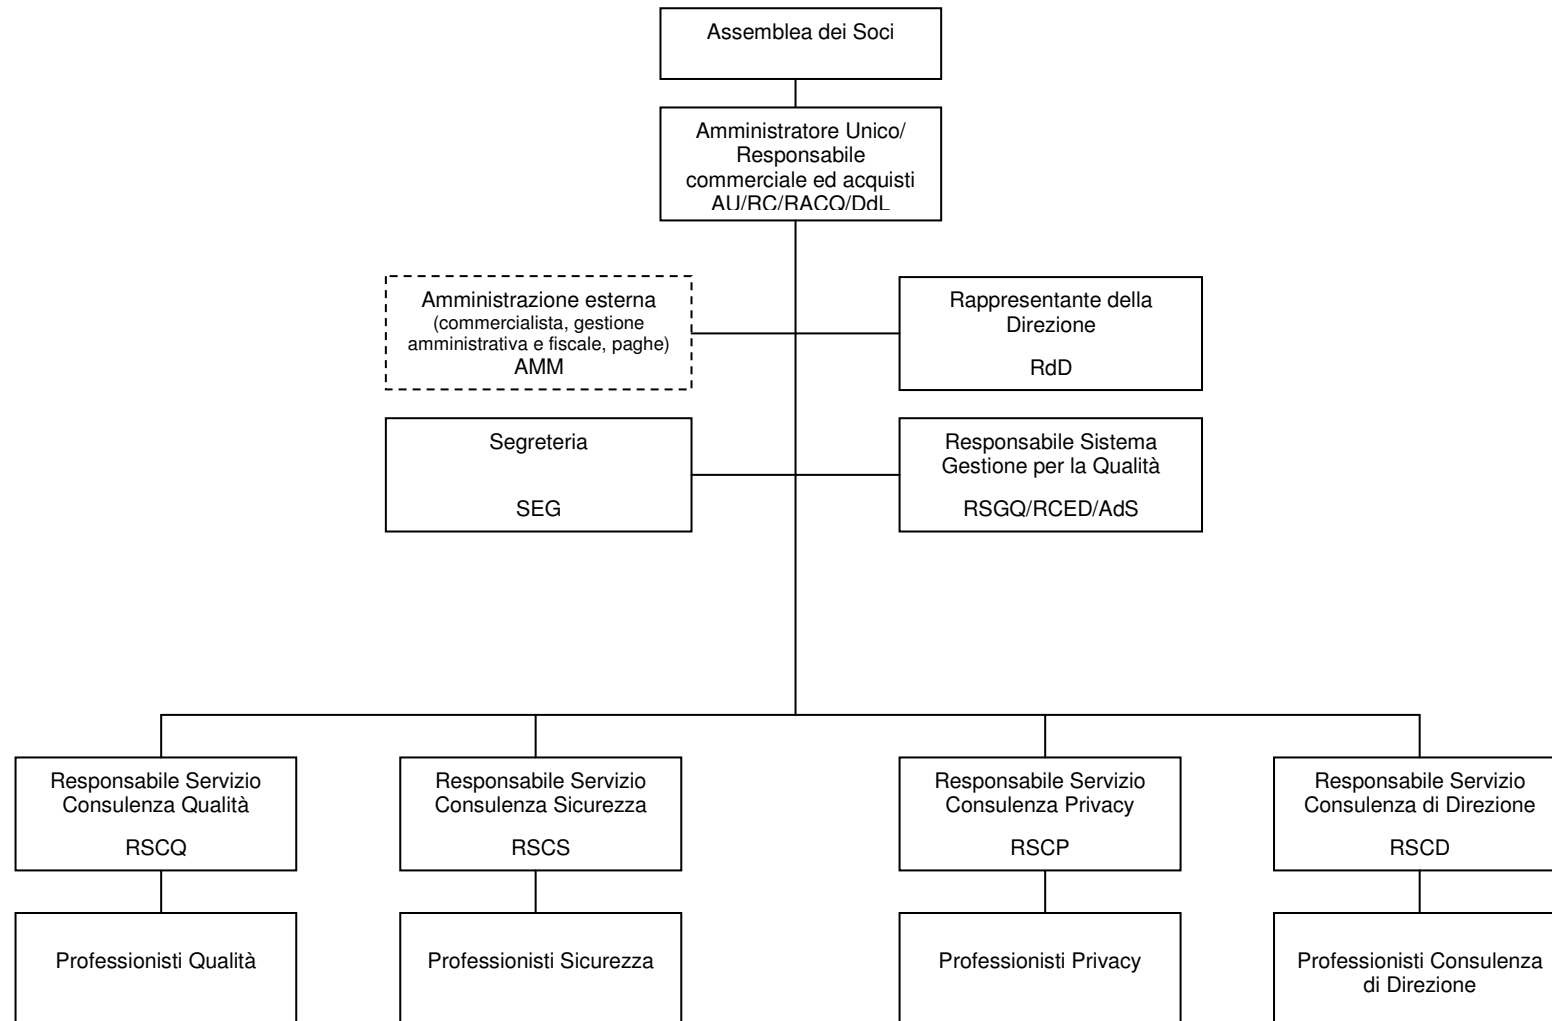 Assemblea dei Soci
Amministratore Unico/
Responsabile
commerciale ed acquisti
AU/RC/RACQ/DdL
Amministrazione esterna
(commercialista, gestione
amministrativa e fiscale, paghe)
AMM
Rappresentante della
Direzione
RdD
Segreteria
SEG
Responsabile Sistema
Gestione per la Qualità
RSGQ/RCED/AdS
Responsabile Servizio
Consulenza Qualità
RSCQ
Responsabile Servizio
Consulenza Sicurezza
RSCS
Responsabile Servizio
Consulenza Privacy
RSCP
Responsabile Servizio
Consulenza di Direzione
RSCD
Professionisti Qualità
Professionisti Sicurezza
Professionisti Privacy
Professionisti Consulenza
di Direzione